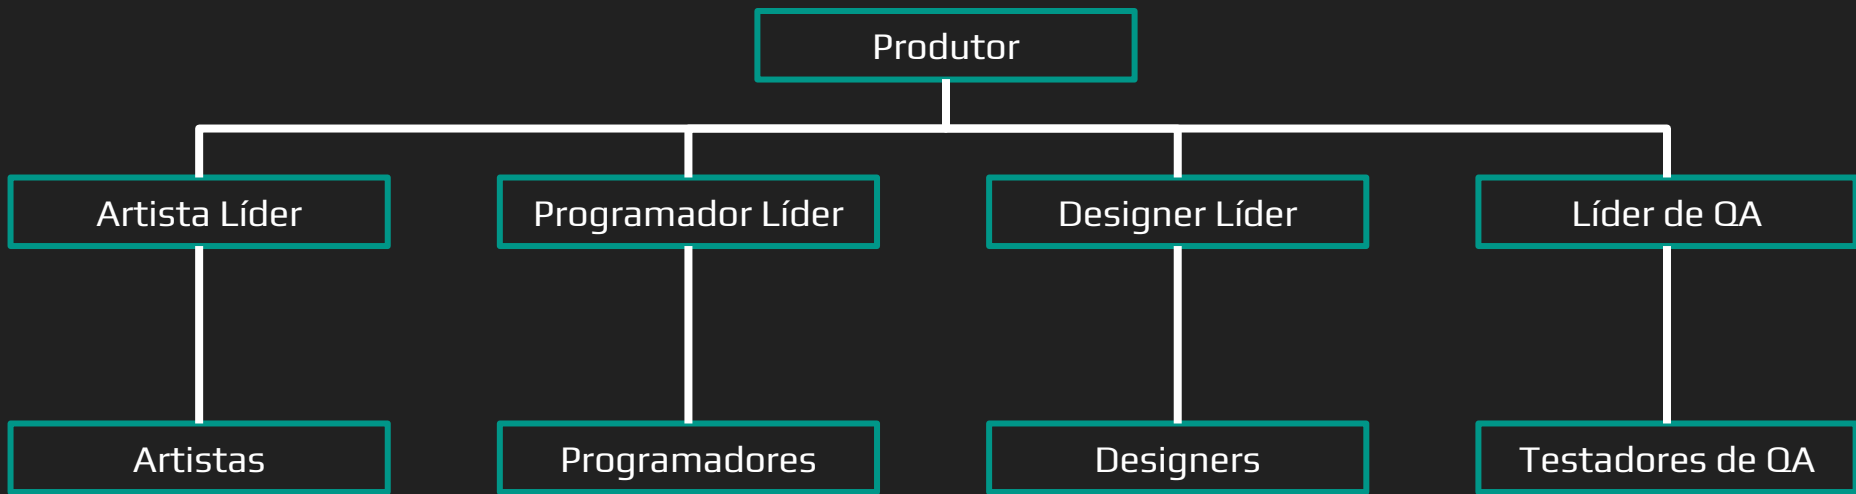 Produtor
Artista Líder
Programador Líder
Designer Líder
Líder de QA
Artistas
Programadores
Designers
Testadores de QA